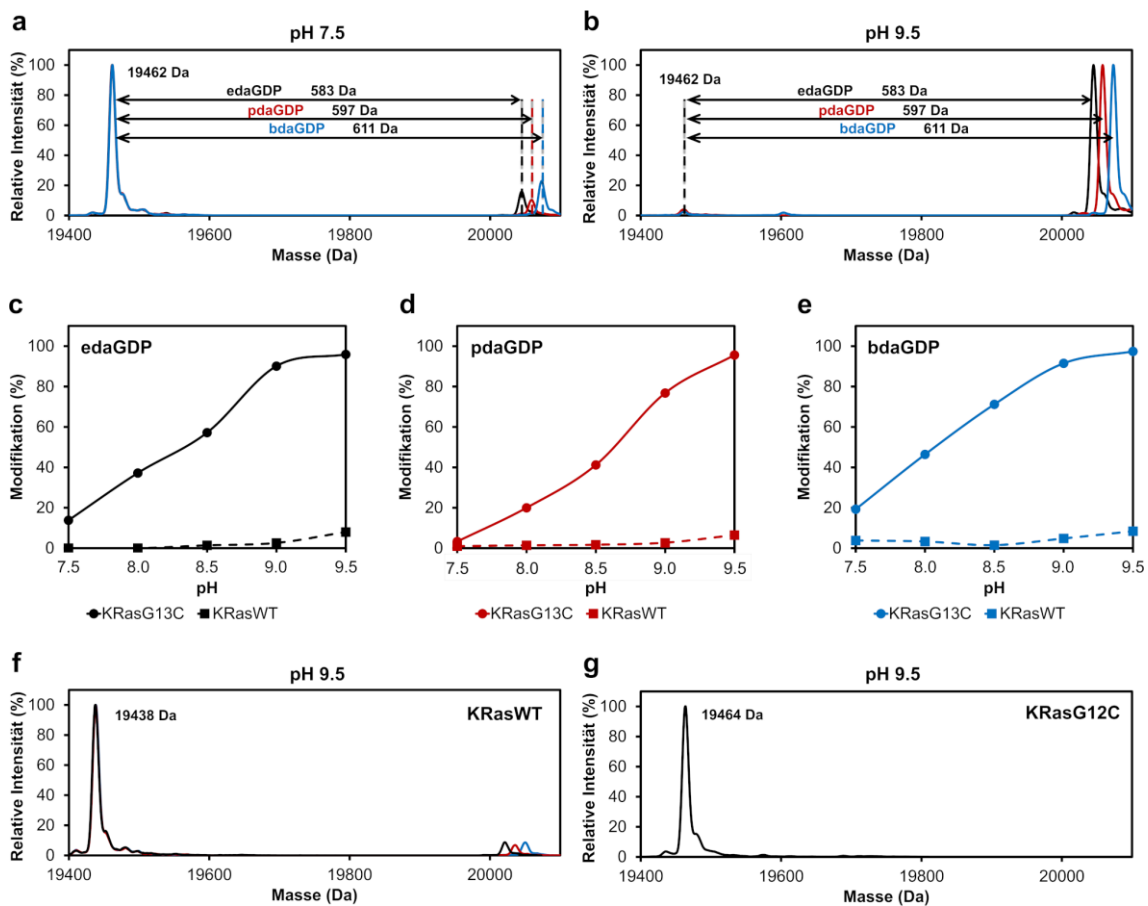 a
pH 7.5
Relative Intensität (%)
100
80
60
40
20
0
19462 Da
edaGDP 583 Da
pdaGDP 597 Da
bdaGDP 611 Da
19400 19600 19800 20000
Masse (Da)
b
pH 9.5
Relative Intensität (%)
100
80
60
40
20
0
19462 Da
edaGDP 583 Da
pdaGDP 597 Da
bdaGDP 611 Da
19400 19600 19800 20000
Masse (Da)
c
edaGDP
Modifikation (%)
100
80
60
40
20
0
7.5 8.0 8.5 9.0 9.5
pH
KRasG13C KRasWT
d
pdaGDP
Modifikation (%)
100
80
60
40
20
0
7.5 8.0 8.5 9.0 9.5
pH
KRasG13C KRasWT
e
bdaGDP
Modifikation (%)
100
80
60
40
20
0
7.5 8.0 8.5 9.0 9.5
pH
KRasG13C KRasWT
f
pH 9.5
Relative Intensität (%)
100
80
60
40
20
0
19438 Da
KRasWT
19400 19600 19800 20000
Masse (Da)
g
pH 9.5
Relative Intensität (%)
100
80
60
40
20
0
19464 Da
KRasG12C
19400 19600 19800 20000
Masse (Da)